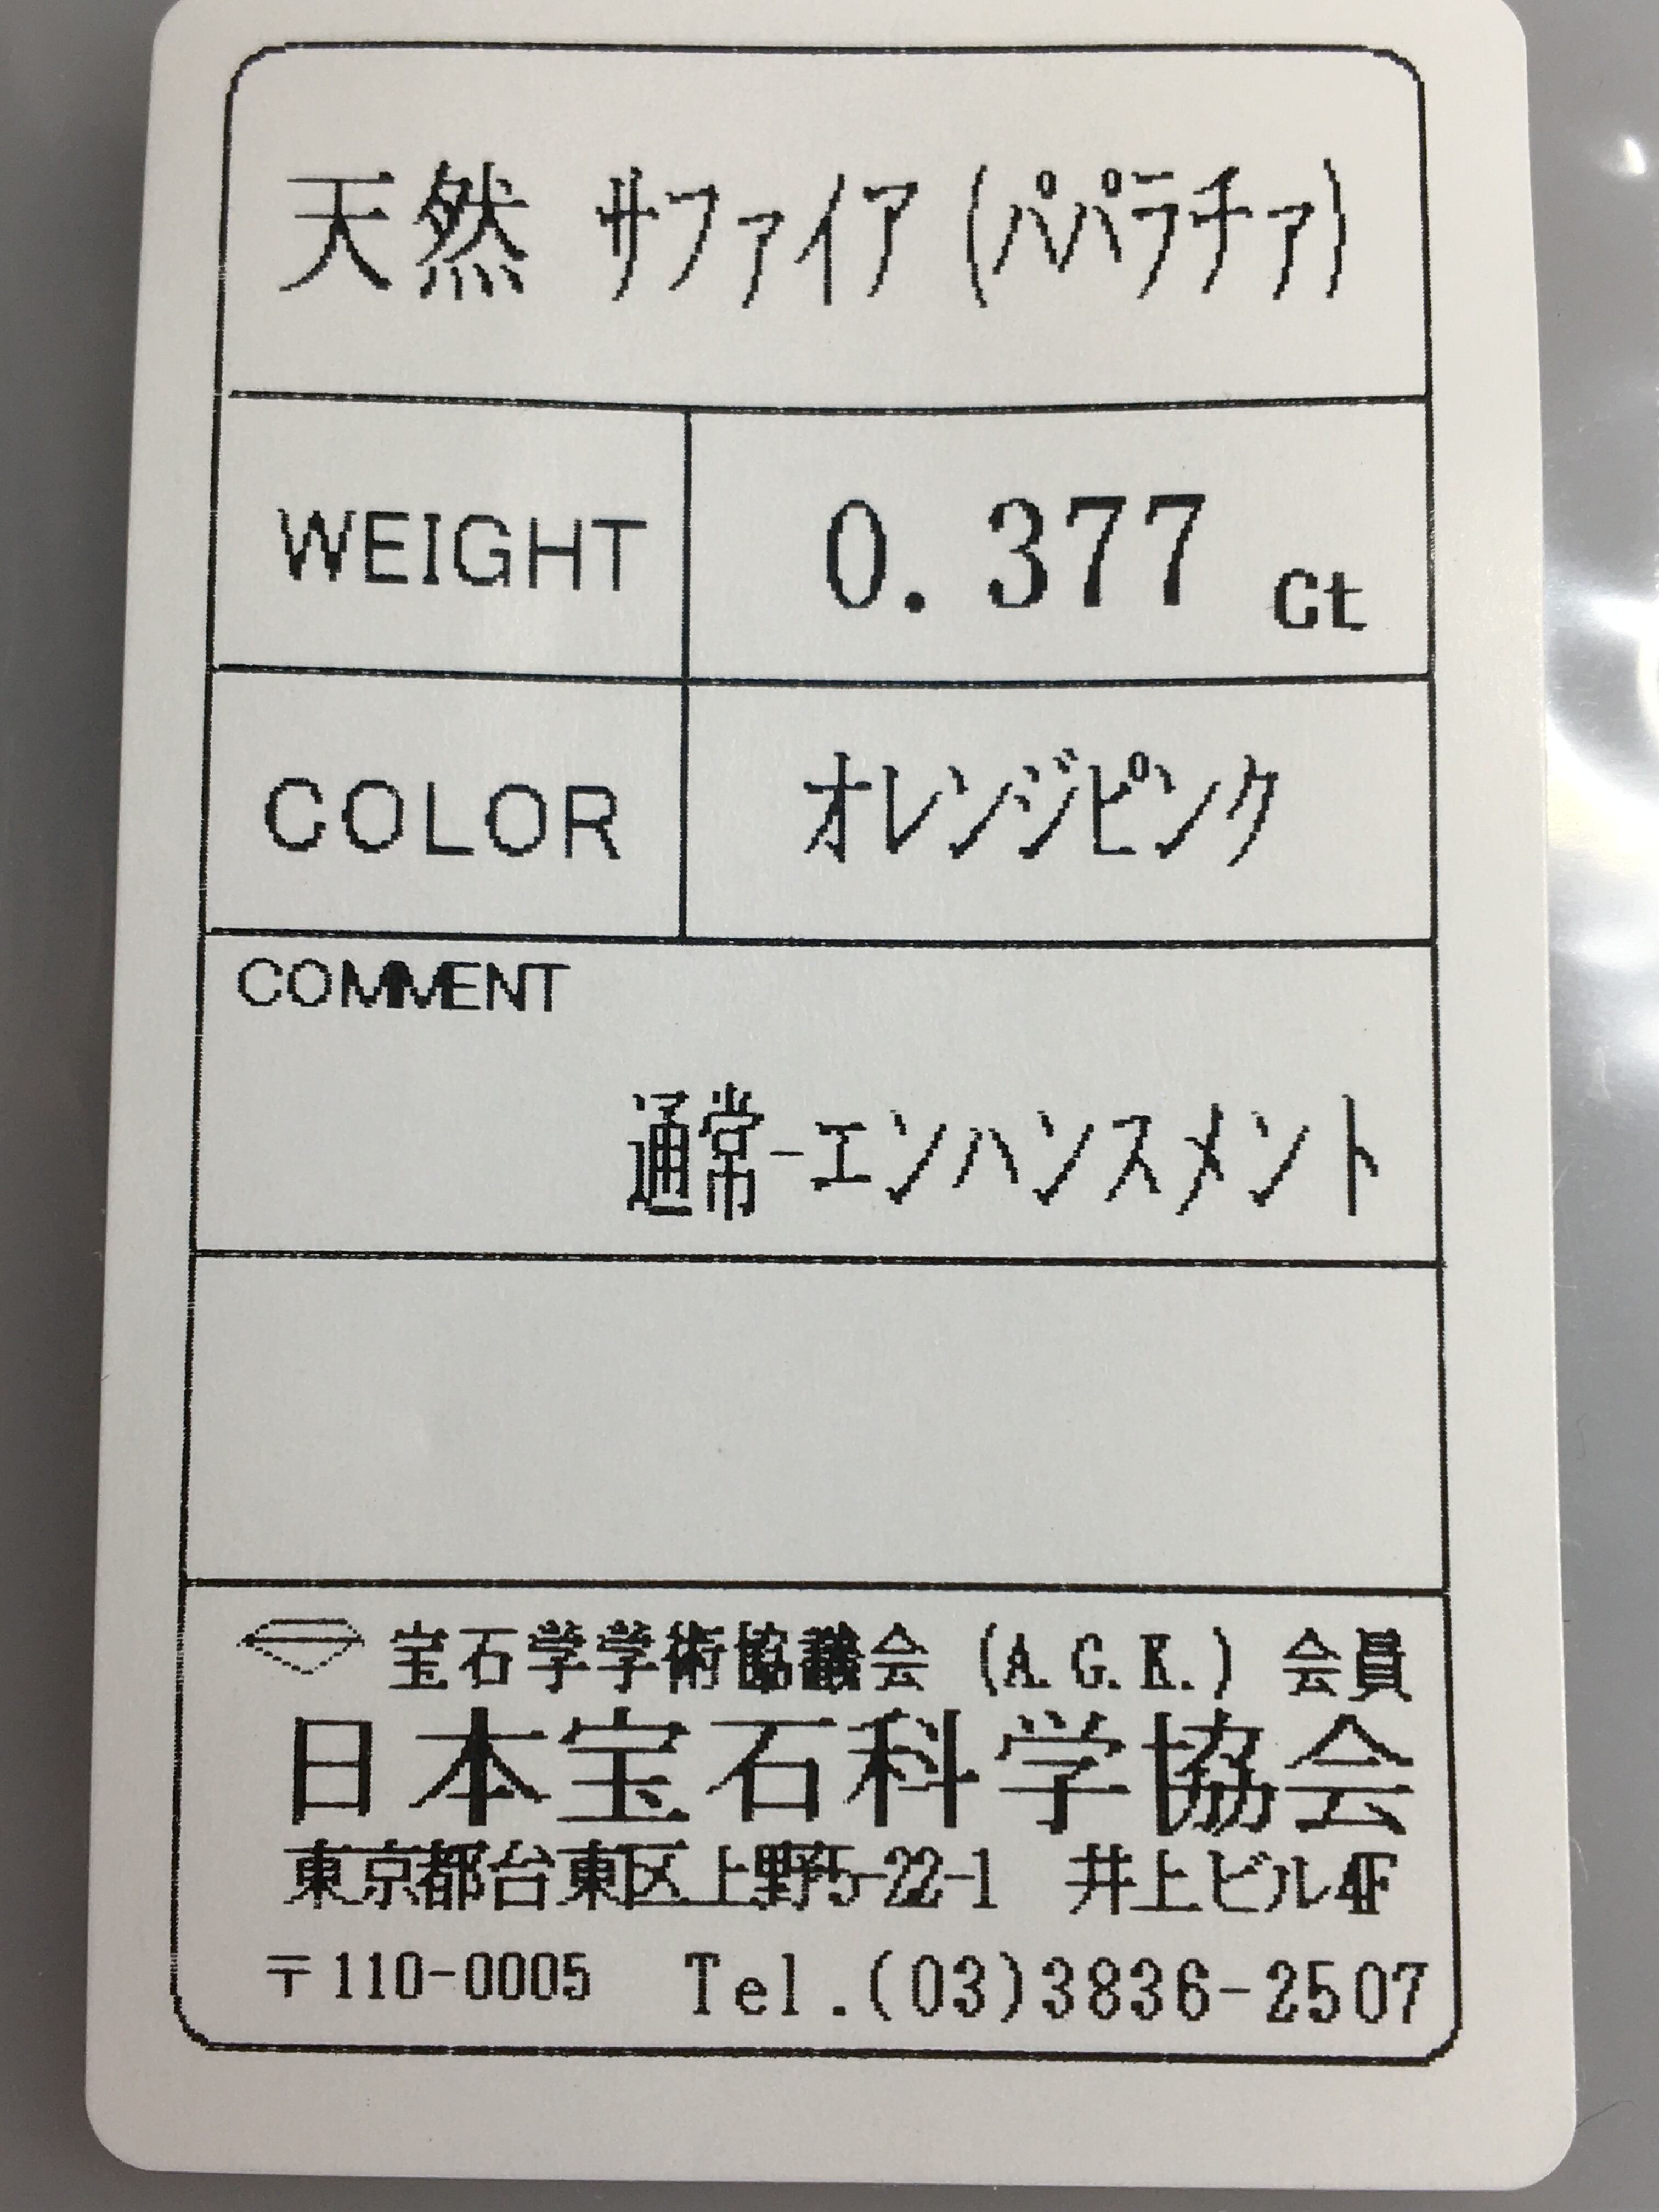 天然 サファイア (パパラチァ)
WEIGHT 0.377 Ct
COLOR オレンジピンク
COMMENT
通常-エンハンスメント
宝石学学術協議会 (A.G.K.) 会員
日本宝石科学協会
東京都台東区上野5-22-1 井上ビル4F
〒110-0005 Tel.(03)3836-2507